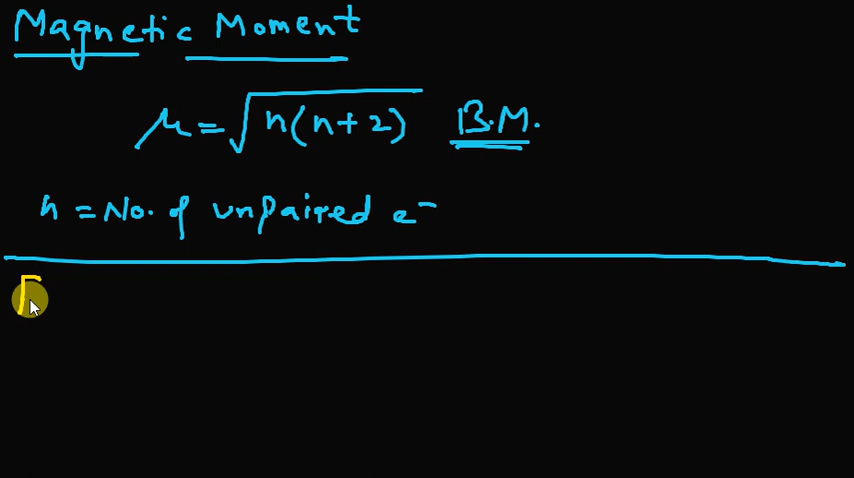 Magnetic Moment
μ = √n(n+2) B.M.
n = No. of unpaired e⁻